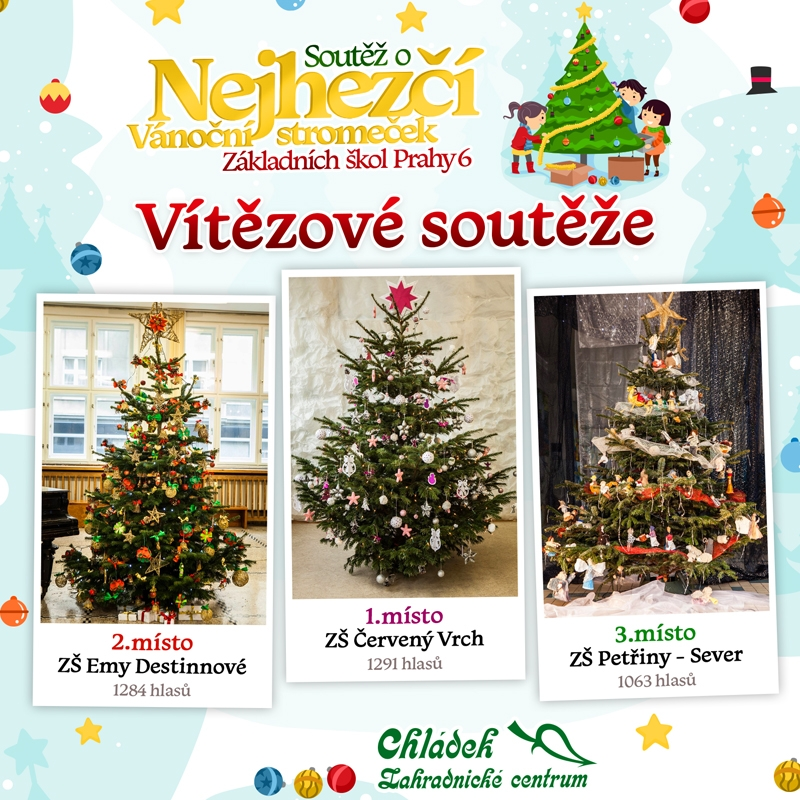 Soutěž o
Nejhezčí
Vánoční stromeček
Základních škol Prahy 6
Vítězové soutěže
2.místo
ZŠ Emy Destinnové
1284 hlasů
1.místo
ZŠ Červený Vrch
1291 hlasů
3.místo
ZŠ Petřiny - Sever
1063 hlasů
Chládek
Zahradnické centrum